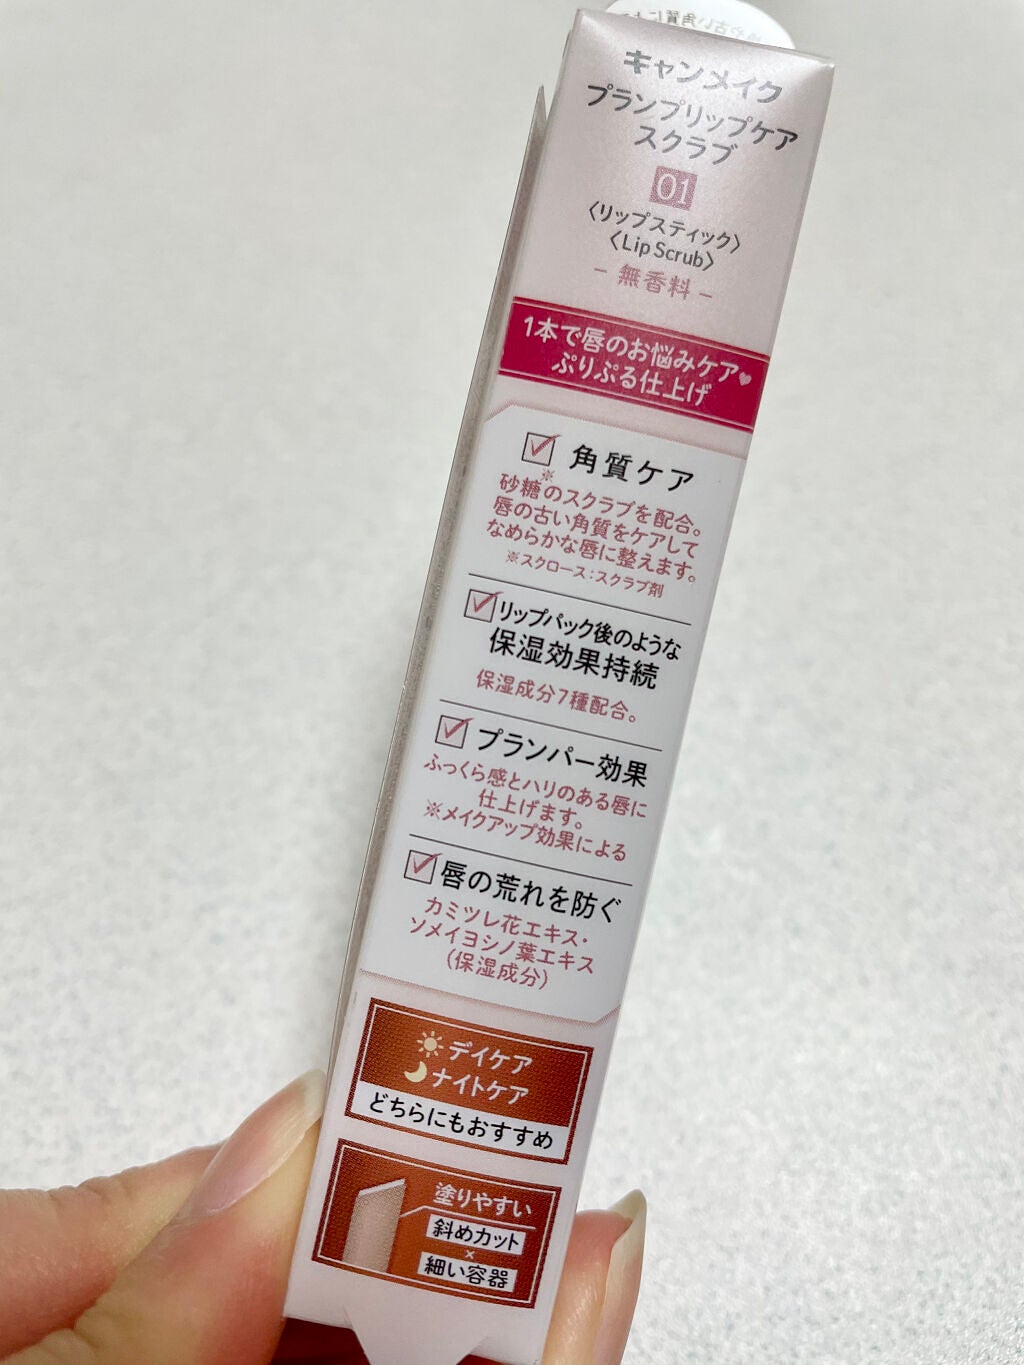 キャンメイク
プランプリップケア
スクラブ
01
〈リップスティック〉
〈Lip Scrub〉
− 無香料 −
1本で唇のお悩みケア♥
ぷりぷる仕上げ
角質ケア
砂糖※のスクラブを配合。
唇の古い角質をケアして
なめらかな唇に整えます。
※スクロース:スクラブ剤
リップパック後のような
保湿効果持続
保湿成分7種配合。
プランパー効果
ふっくら感とハリのある唇に
仕上げます。
※メイクアップ効果による
唇の荒れを防ぐ
カミツレ花エキス・
ソメイヨシノ葉エキス
(保湿成分)
デイケア
ナイトケア
どちらにもおすすめ
塗りやすい
斜めカット
×
細い容器